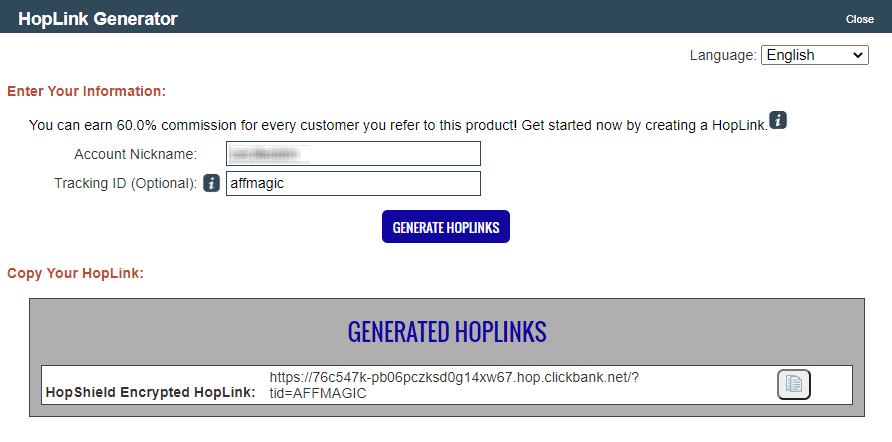 HopLink Generator
Close
Language: English
Enter Your Information:
You can earn 60.0% commission for every customer you refer to this product! Get started now by creating a HopLink.
Account Nickname:
Tracking ID (Optional): affmagic
GENERATE HOPLINKS
Copy Your HopLink:
GENERATED HOPLINKS
HopShield Encrypted HopLink:
https://76c547k-pb06pczksd0g14xw67.hop.clickbank.net/?
tid=AFFMAGIC